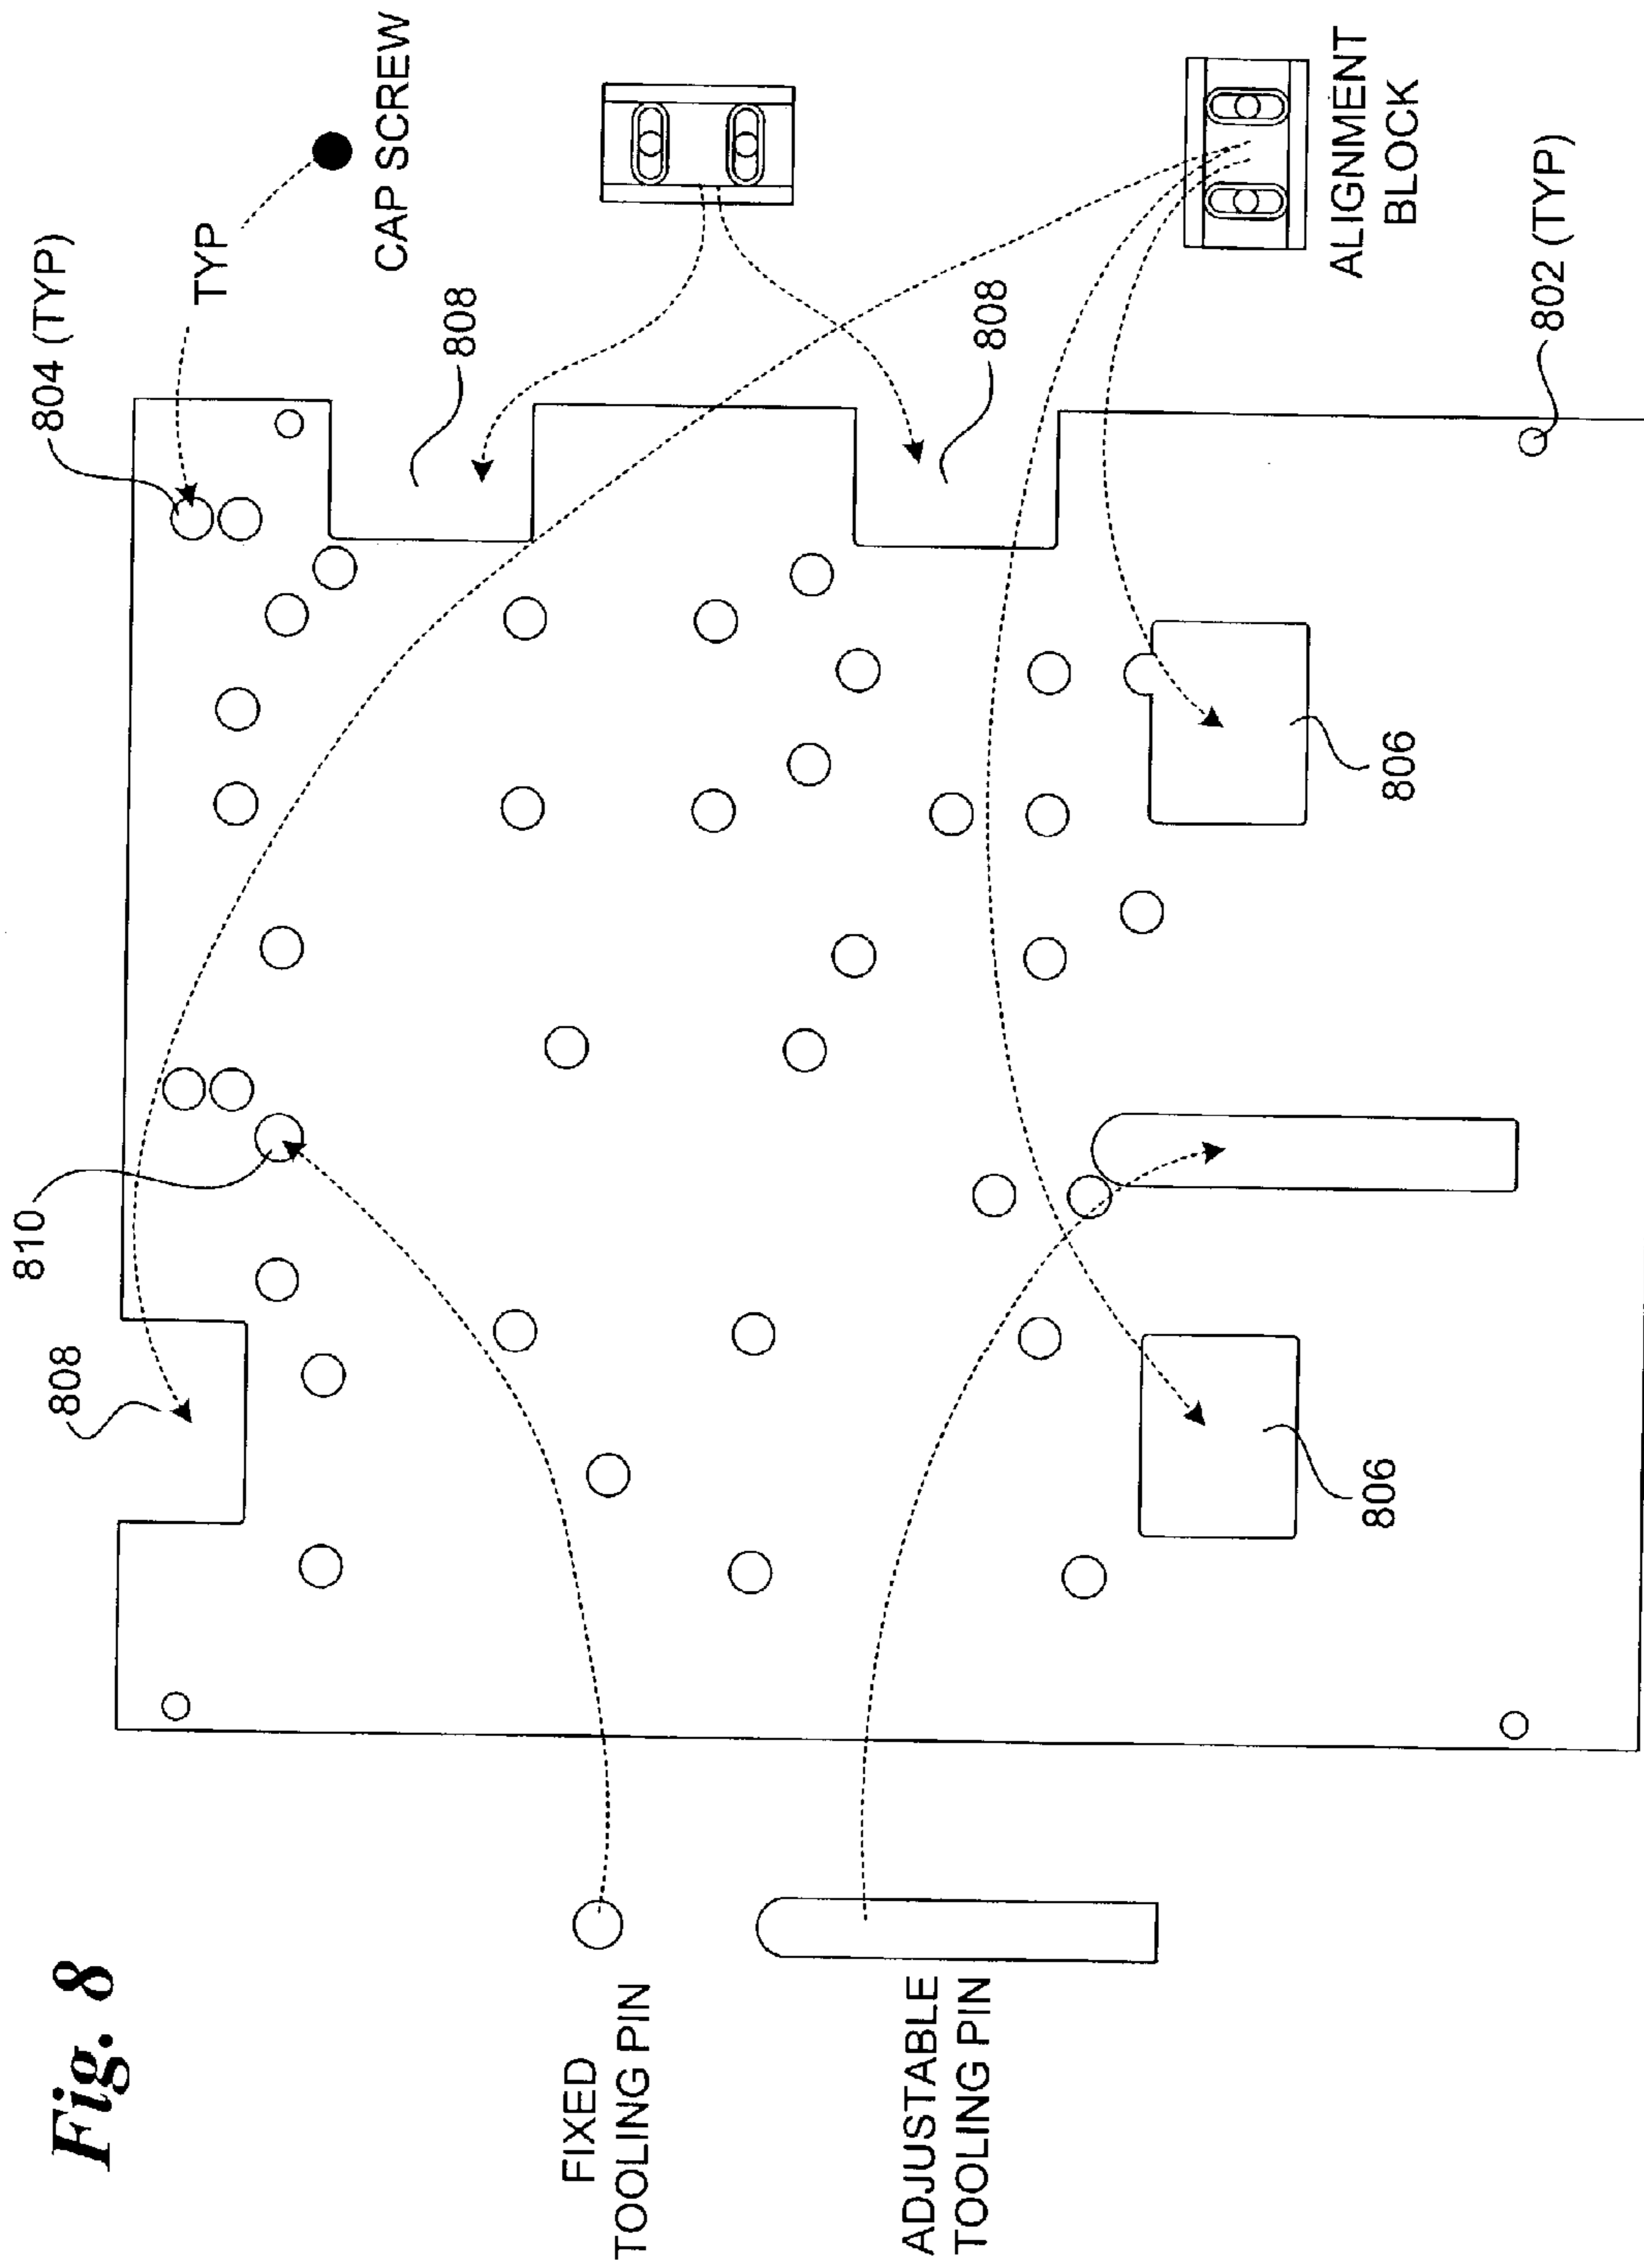 Fig. 8
810
808
804 (TYP)
TYP
CAP SCREW
808
808
FIXED
TOOLING PIN
ADJUSTABLE
TOOLING PIN
806
806
ALIGNMENT
BLOCK
802 (TYP)